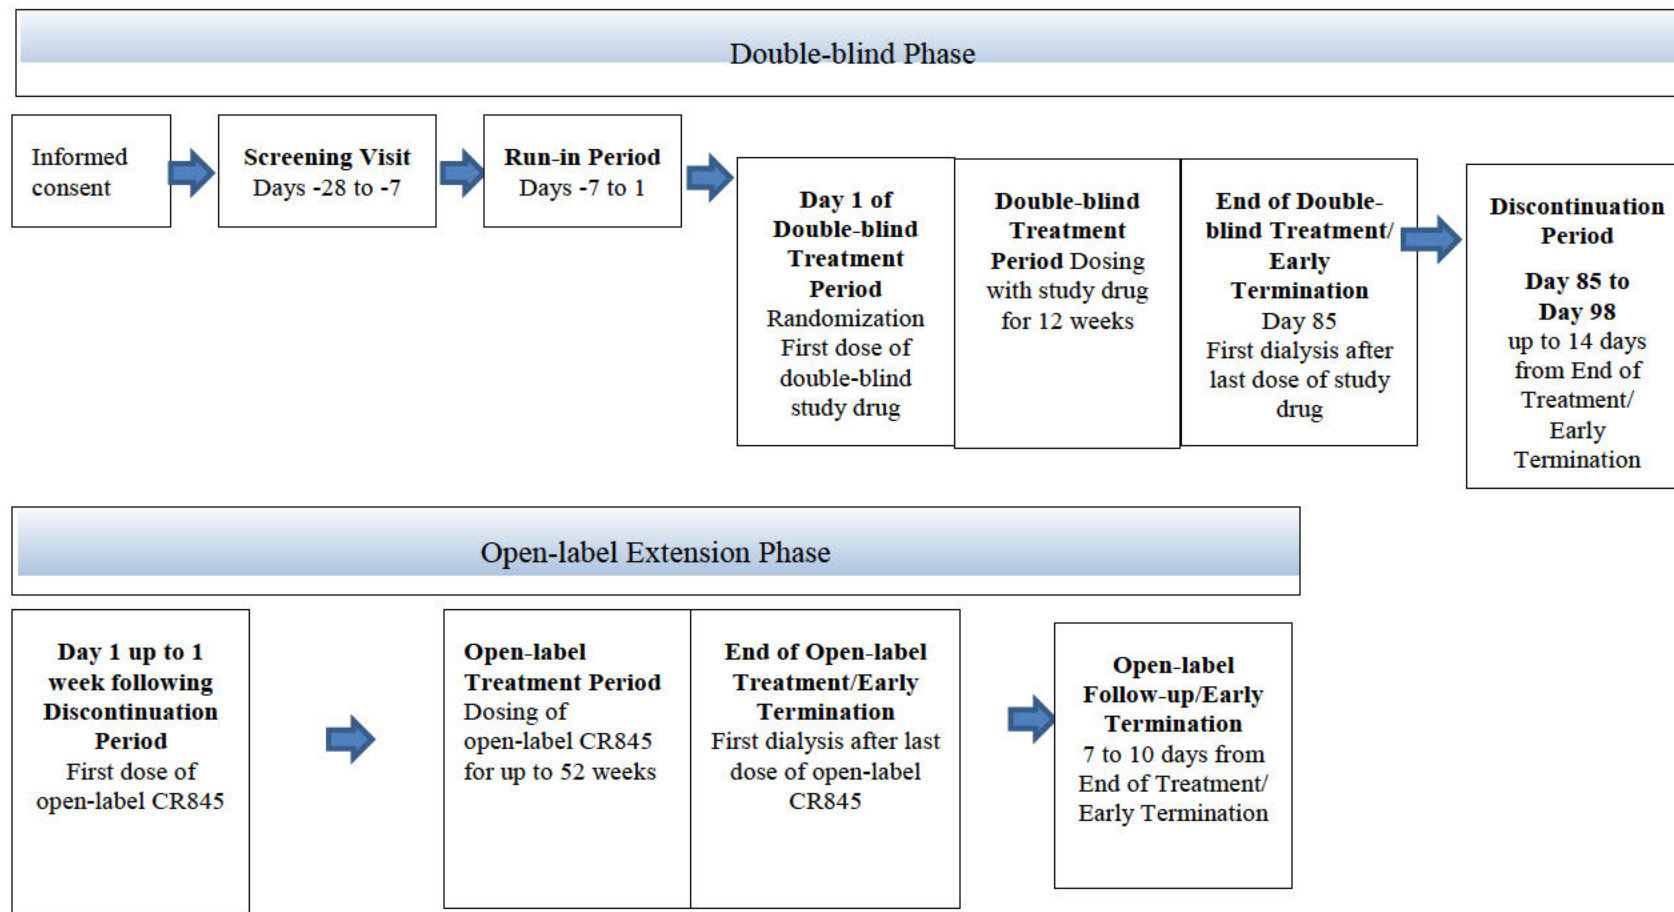 Double-blind Phase
Informed
consent
Screening Visit
Days -28 to -7
Run-in Period
Days -7 to 1
Day 1 of
Double-blind
Treatment
Period
Randomization
First dose of
double-blind
study drug
Double-blind
Treatment
Period Dosing
with study drug
for 12 weeks
End of Double-
blind Treatment/
Early
Termination
Day 85
First dialysis after
last dose of study
drug
Discontinuation
Period
Day 85 to
Day 98
up to 14 days
from End of
Treatment/
Early
Termination
Open-label Extension Phase
Day 1 up to 1
week following
Discontinuation
Period
First dose of
open-label CR845
Open-label
Treatment Period
Dosing of
open-label CR845
for up to 52 weeks
End of Open-label
Treatment/Early
Termination
First dialysis after last
dose of open-label
CR845
Open-label
Follow-up/Early
Termination
7 to 10 days from
End of Treatment/
Early Termination